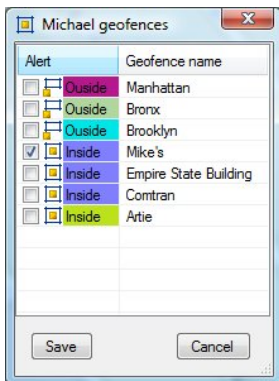 Michael geofences
Alert Geofence name
Ouside Manhattan
Ouside Bronx
Ouside Brooklyn
Inside Mike's
Inside Empire State Building
Inside Comtran
Inside Artie
Save Cancel